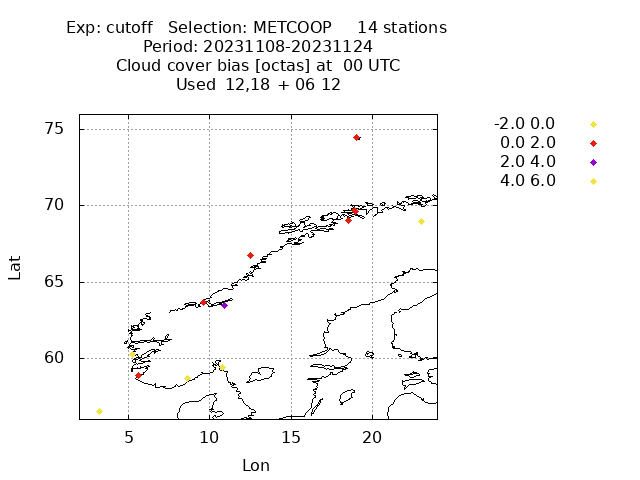 Exp: cutoff   Selection: METCOOP     14 stations
Period: 20231108-20231124
Cloud cover bias [octas] at  00 UTC
Used  12,18 + 06 12
-2.0 0.0
0.0 2.0
2.0 4.0
4.0 6.0
75
70
65
60
Lat
5 10 15 20
Lon